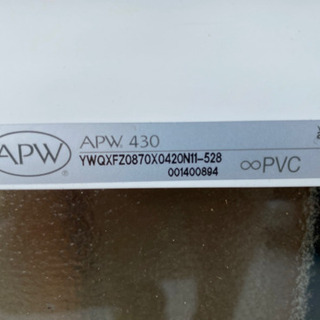 APW
®
APW. 430
YWQXFZ0870X0420N11-528
001400894
∞PVC